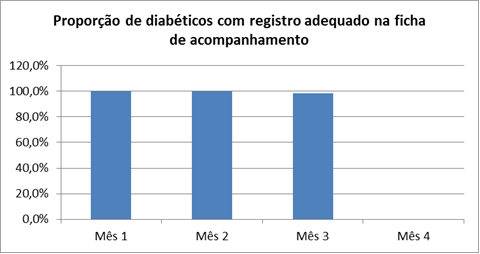 Proporção de diabéticos com registro adequado na ficha
de acompanhamento
120,0%
100,0%
80,0%
60,0%
40,0%
20,0%
0,0%
Mês 1 Mês 2 Mês 3 Mês 4